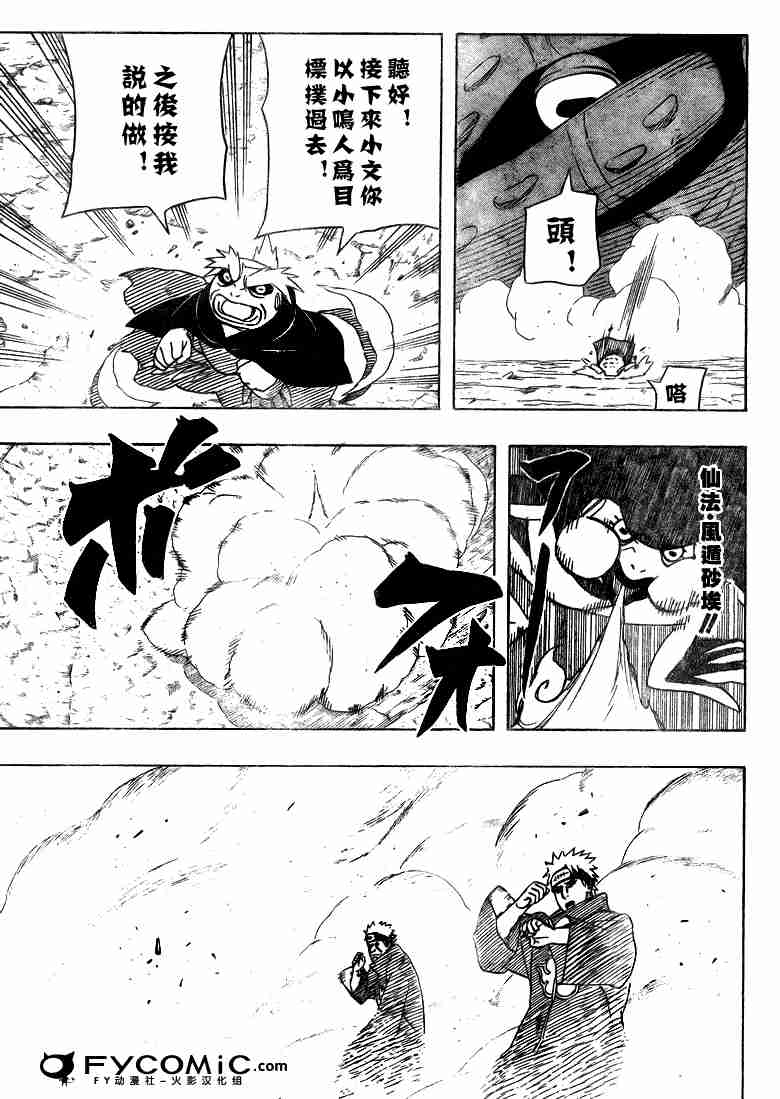 頭！
嗒
聽好！
接下來小文你
以小鳴人爲目
標撲過去！
之後按我
說的做！
仙法·風遁砂埃!!
ブー
ボフォ
FYCOMIC.com
FY动漫社-火影汉化组